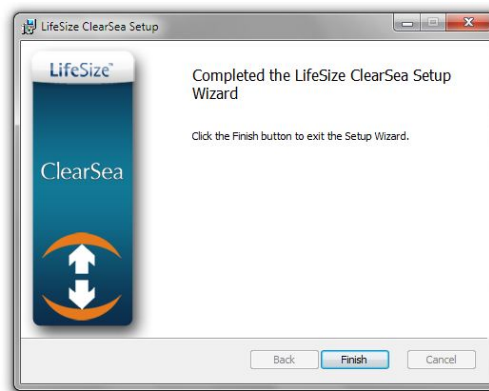 LifeSize ClearSea Setup
LifeSize™
ClearSea
Completed the LifeSize ClearSea Setup
Wizard
Click the Finish button to exit the Setup Wizard.
Back
Finish
Cancel